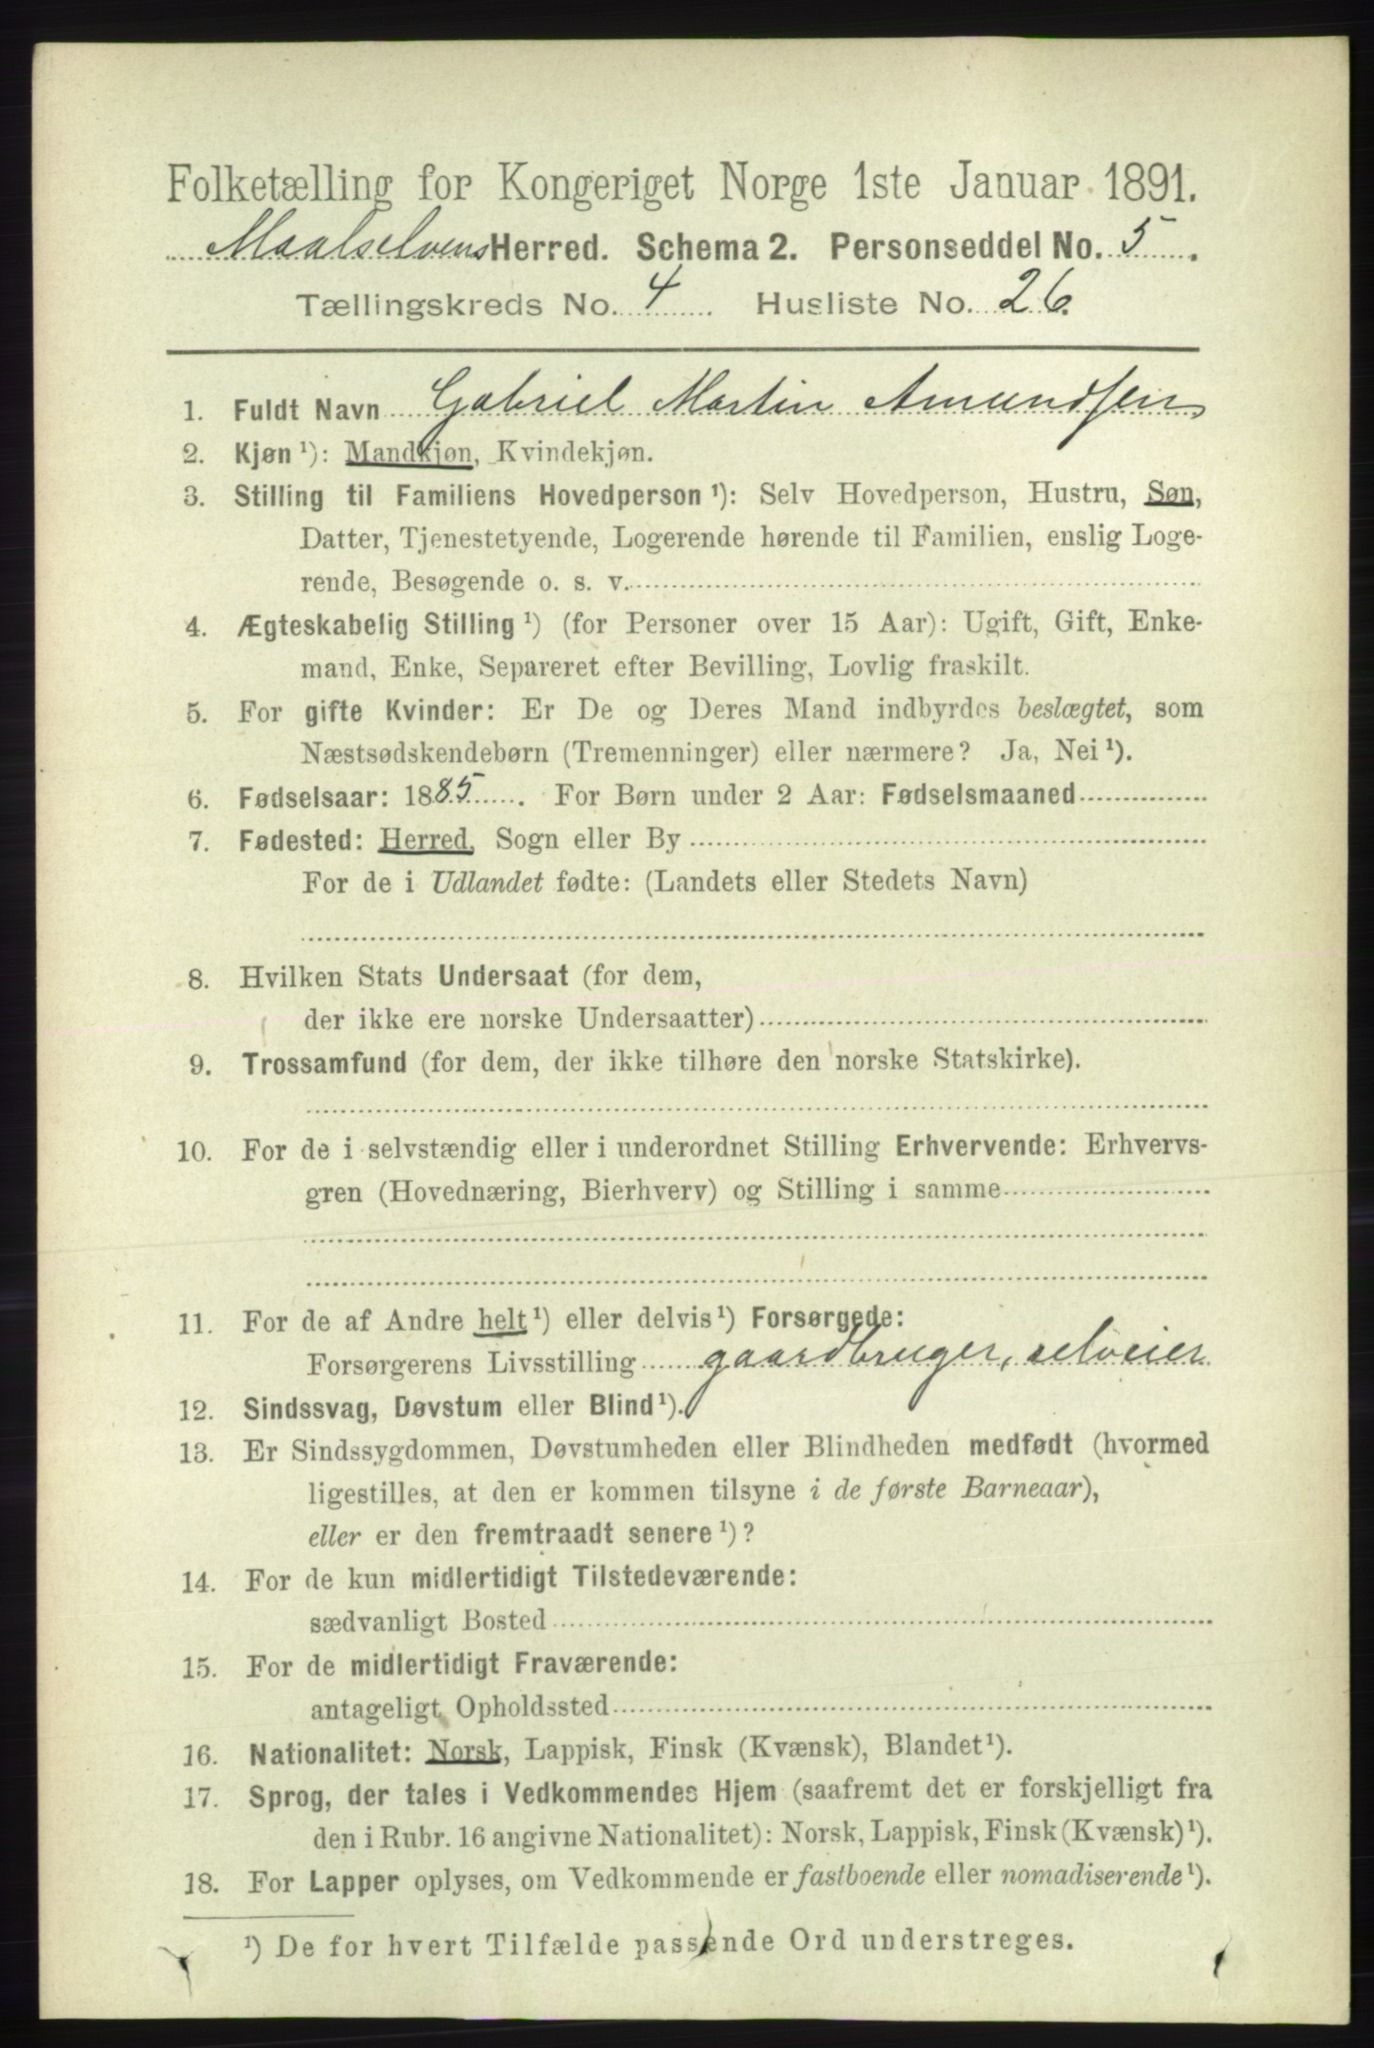 Folketælling for Kongeriget Norge 1ste Januar 1891.
Maalselvens Herred. Schema 2. Personseddel No. 5.
Tællingskreds No. 4. Husliste No. 26.
1. Fuldt Navn Gabriel Martin Amundsen
2. Kjøn ¹): Mandkjøn, Kvindekjøn.
3. Stilling til Familiens Hovedperson ¹): Selv Hovedperson, Hustru, Søn,
Datter, Tjenestetyende, Logerende hørende til Familien, enslig Loge-
rende, Besøgende o. s. v.
4. Ægteskabelig Stilling ¹) (for Personer over 15 Aar): Ugift, Gift, Enke-
mand, Enke, Separeret efter Bevilling, Lovlig fraskilt.
5. For gifte Kvinder: Er De og Deres Mand indbyrdes beslægtet, som
Næstsødskendebørn (Tremenninger) eller nærmere? Ja, Nei ¹).
6. Fødselsaar: 1885. For Børn under 2 Aar: Fødselsmaaned
7. Fødested: Herred, Sogn eller By
For de i Udlandet fødte: (Landets eller Stedets Navn)
8. Hvilken Stats Undersaat (for dem,
der ikke ere norske Undersaatter)
9. Trossamfund (for dem, der ikke tilhøre den norske Statskirke).
10. For de i selvstændig eller i underordnet Stilling Erhvervende: Erhvervs-
gren (Hovednæring, Bierhverv) og Stilling i samme
11. For de af Andre helt ¹) eller delvis ¹) Forsørgede:
Forsørgerens Livsstilling gaardbruger, selveier
12. Sindssvag, Døvstum eller Blind ¹).
13. Er Sindssygdommen, Døvstumheden eller Blindheden medfødt (hvormed
ligestilles, at den er kommen tilsyne i de første Barneaar),
eller er den fremtraadt senere ¹)?
14. For de kun midlertidigt Tilstedeværende:
sædvanligt Bosted
15. For de midlertidigt Fraværende:
antageligt Opholdssted
16. Nationalitet: Norsk, Lappisk, Finsk (Kvænsk), Blandet ¹).
17. Sprog, der tales i Vedkommendes Hjem (saafremt det er forskjelligt fra
den i Rubr. 16 angivne Nationalitet): Norsk, Lappisk, Finsk (Kvænsk) ¹).
18. For Lapper oplyses, om Vedkommende er fastboende eller nomadiserende ¹).
¹) De for hvert Tilfælde passende Ord understreges.